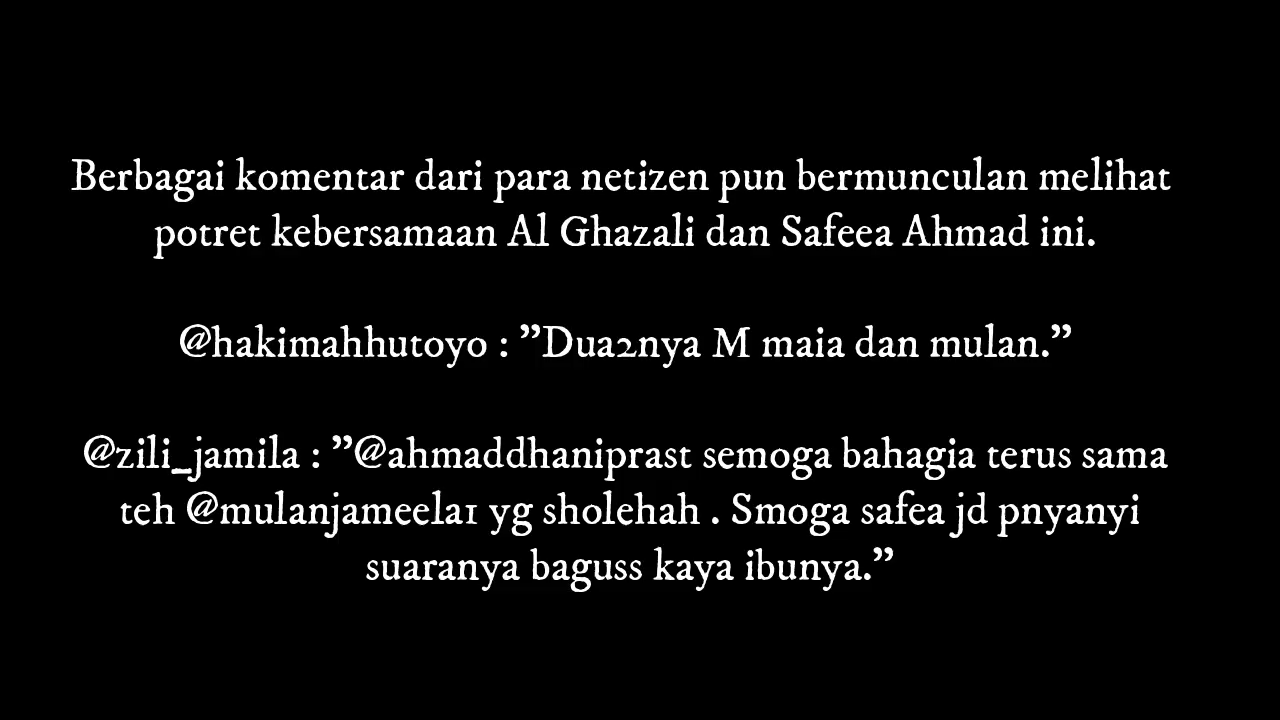 Berbagai komentar dari para netizen pun bermunculan melihat
potret kebersamaan Al Ghazali dan Safeea Ahmad ini.
@hakimahhutoyo : ”Dua2nya M maia dan mulan.”
@zili_jamila : ”@ahmaddhaniprast semoga bahagia terus sama
teh @mulanjameela1 yg sholehah . Smoga safea jd pnyanyi
suaranya baguss kaya ibunya.”